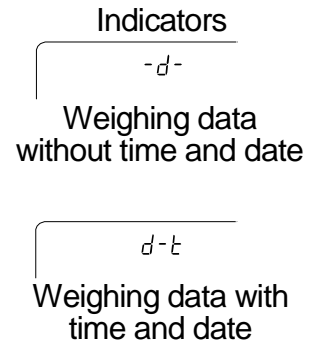 Indicators
-d-
Weighing data
without time and date
d-t
Weighing data with
time and date